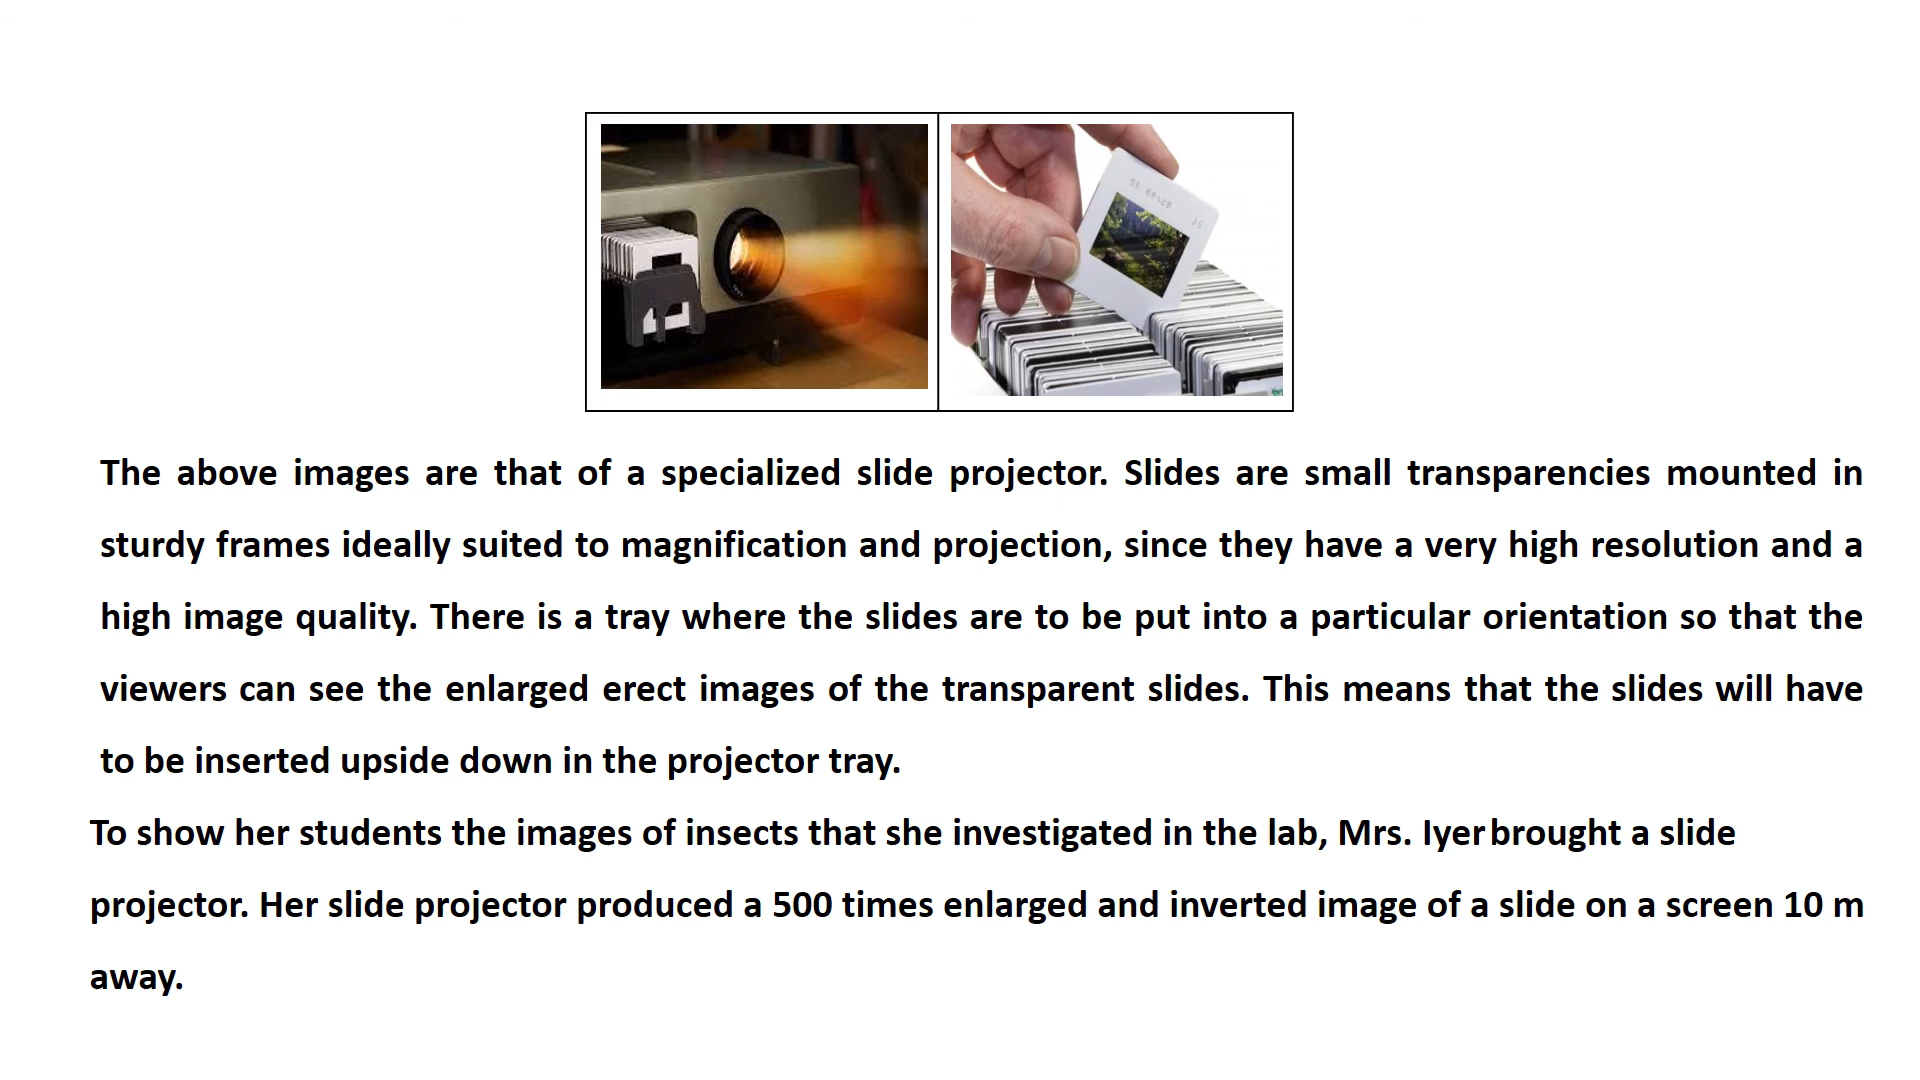 The above images are that of a specialized slide projector. Slides are small transparencies mounted in
sturdy frames ideally suited to magnification and projection, since they have a very high resolution and a
high image quality. There is a tray where the slides are to be put into a particular orientation so that the
viewers can see the enlarged erect images of the transparent slides. This means that the slides will have
to be inserted upside down in the projector tray.
To show her students the images of insects that she investigated in the lab, Mrs. Iyer brought a slide
projector. Her slide projector produced a 500 times enlarged and inverted image of a slide on a screen 10 m
away.